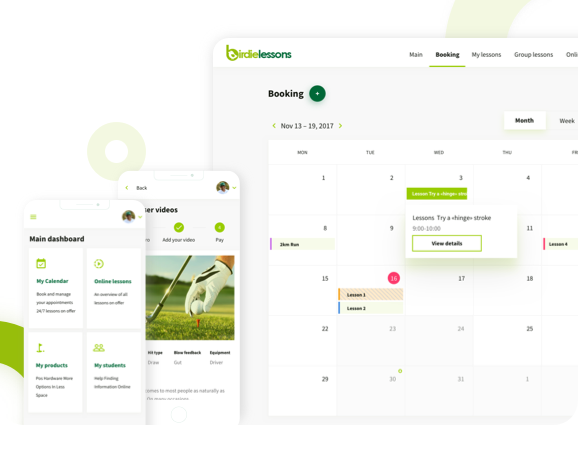 birdielessons
Main
Booking
My lessons
Group lessons
Booking
+
Nov 13 – 19, 2017
Month
Week
MON
TUE
WED
THU
1
2
3
4
Lesson Try a «hinge»
8
9
11
2km Run
Lessons Try a «hinge» stroke
9:00-10:00
View details
Lesson 4
15
16
17
18
Lesson 1
Lesson 2
22
23
24
25
29
30
31
1
Back
videos
Add your video
Pay
Hit type
Blow feedback
Equipment
Draw
Gut
Driver
comes to most people as naturally as
Main dashboard
My Calendar
Book and manage
your appointments
24/7 lessons on offer
Online lessons
An overview of all
lessons on offer
My products
Pos Hardware More
Options In Less
Space
My students
Help Finding
Information Online